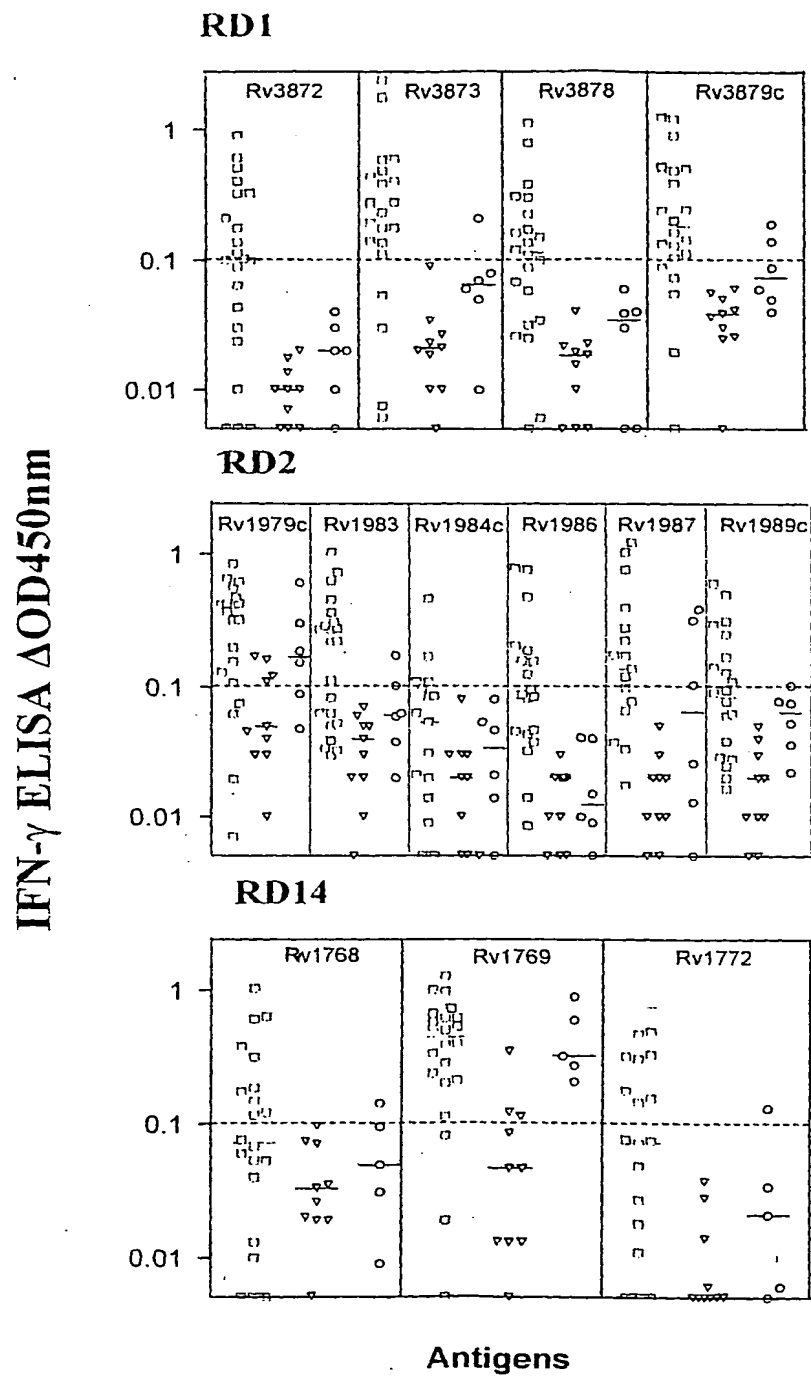 RD1
Rv3872 Rv3873 Rv3878 Rv3879c
1
0.1
0.01
RD2
Rv1979c Rv1983 Rv1984c Rv1986 Rv1987 Rv1989c
1
0.1
0.01
RD14
Rv1768 Rv1769 Rv1772
1
0.1
0.01
IFN-γ ELISA ΔOD450nm
Antigens